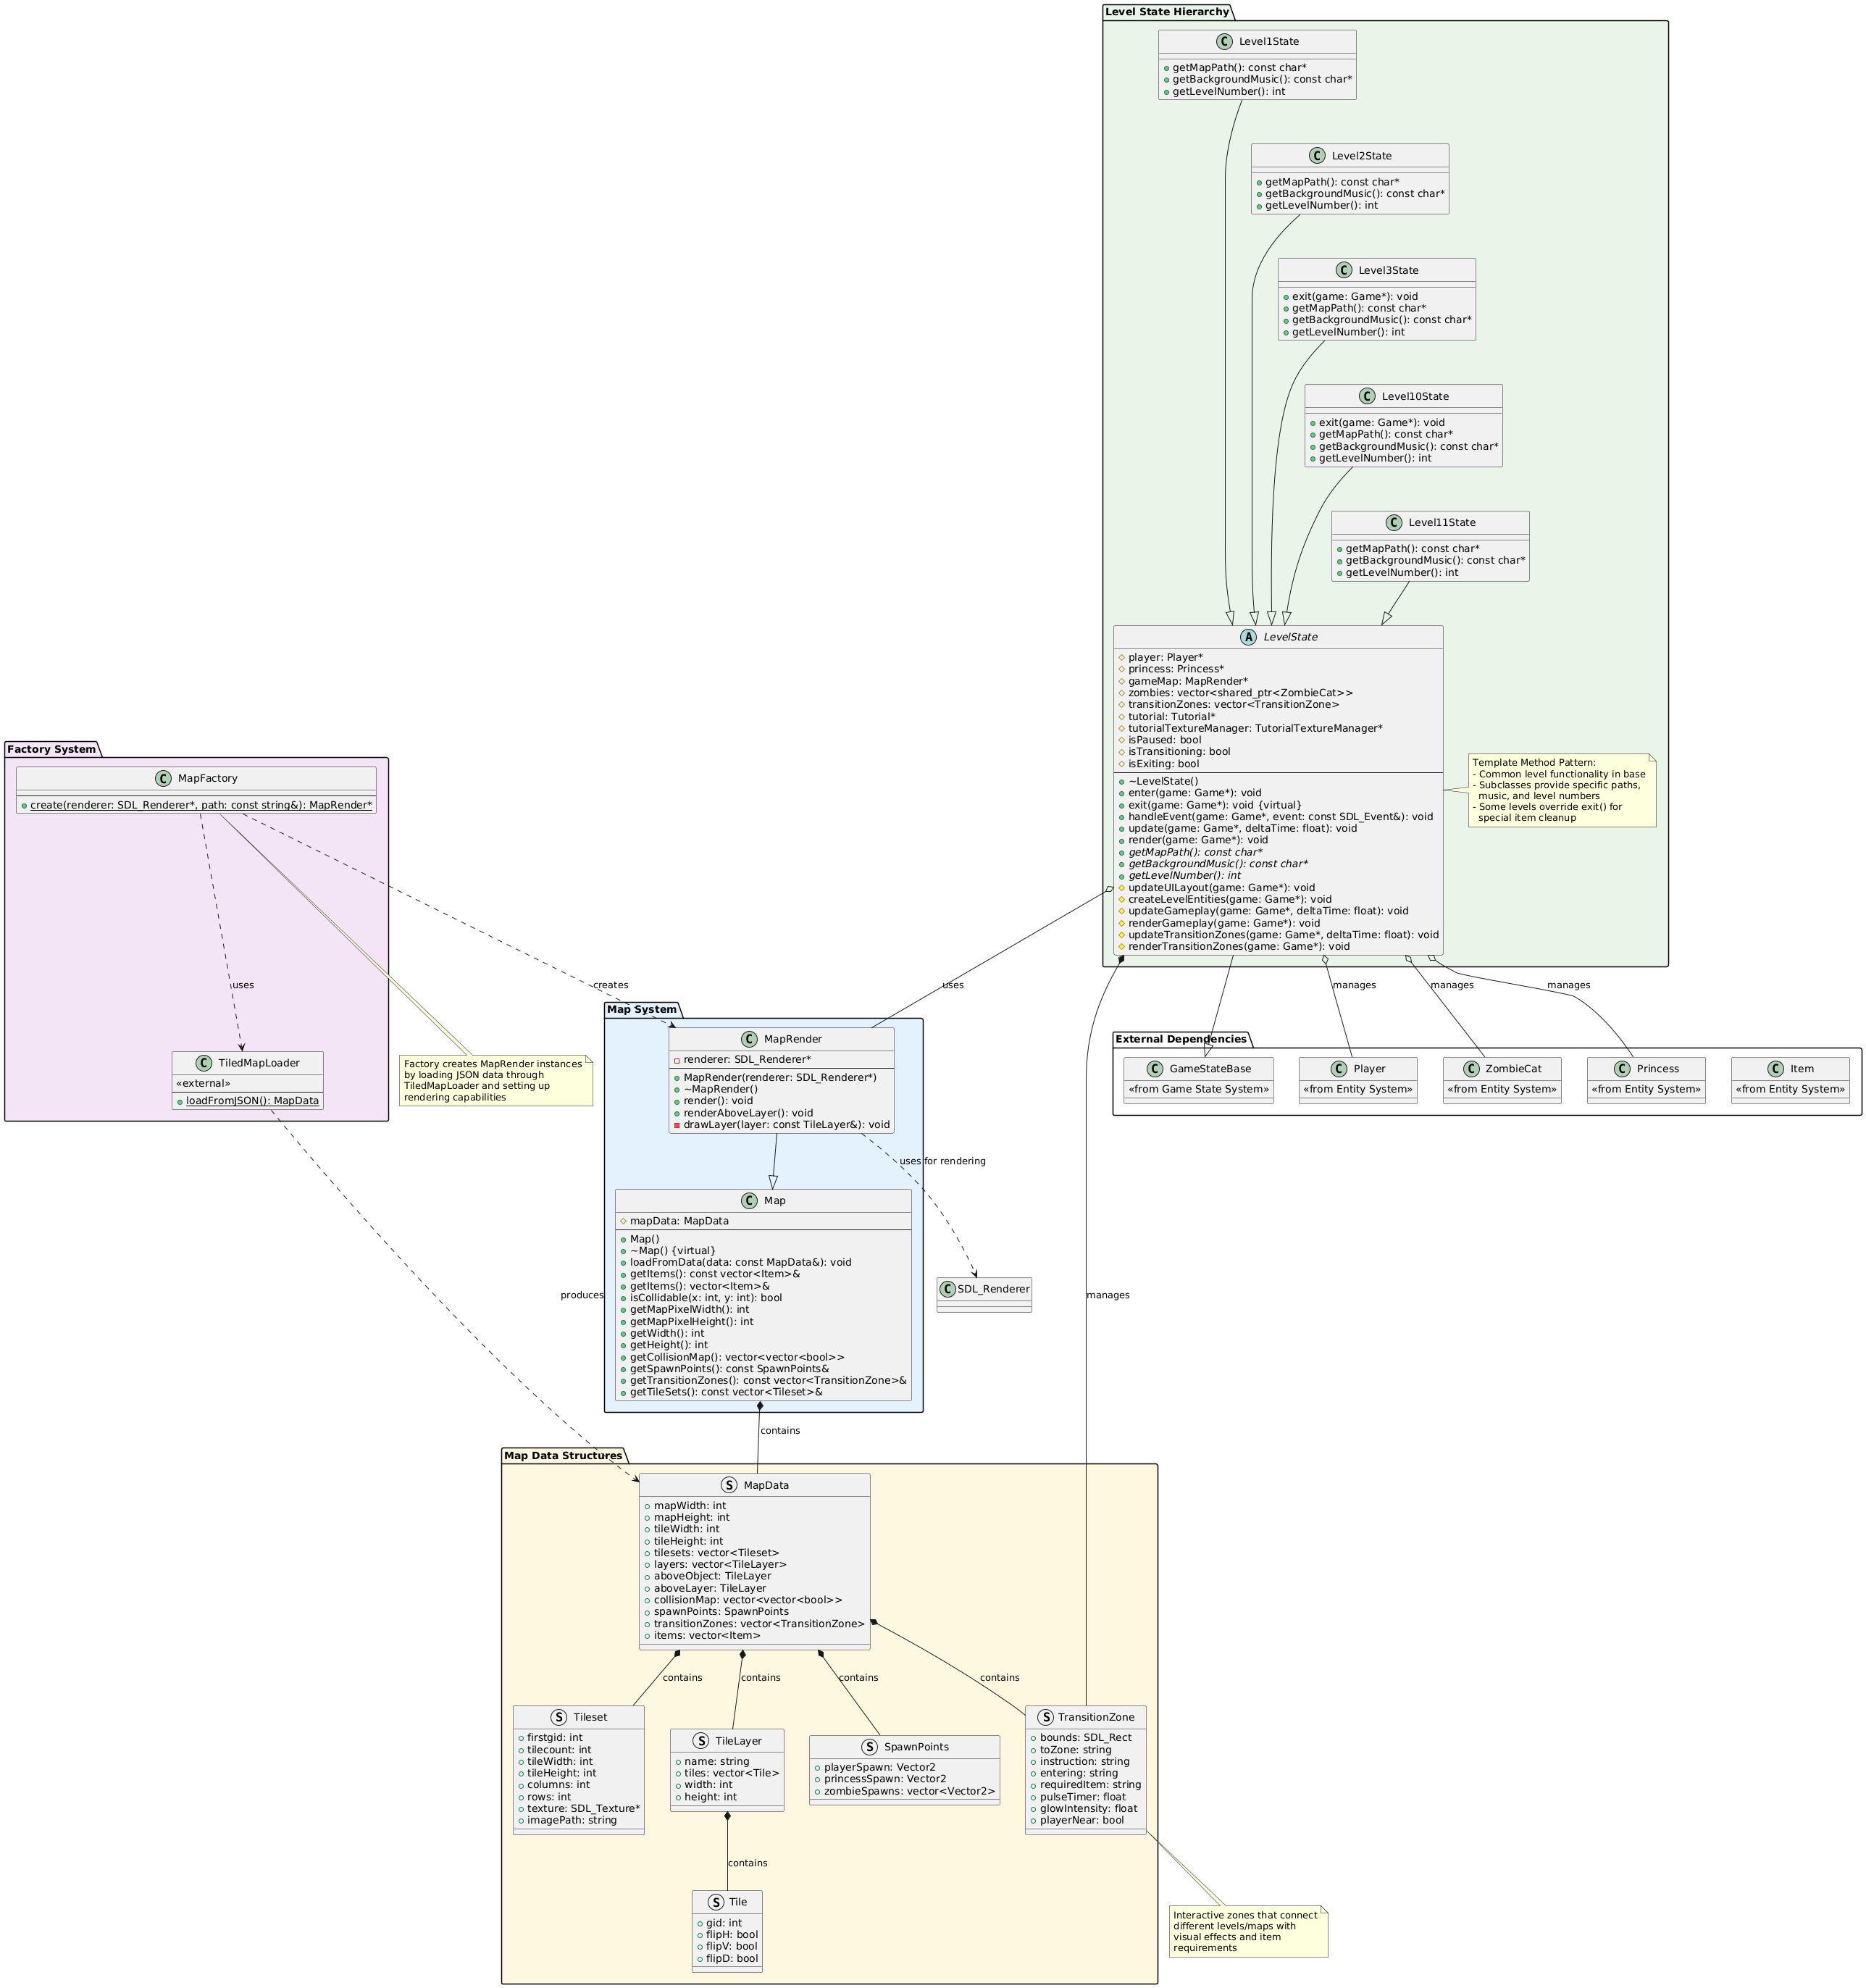 Level State Hierarchy
C Level1State
getMapPath(): const char*
getBackgroundMusic(): const char*
getLevelNumber(): int
C Level2State
getMapPath(): const char*
getBackgroundMusic(): const char*
getLevelNumber(): int
C Level3State
exit(game: Game*): void
getMapPath(): const char*
getBackgroundMusic(): const char*
getLevelNumber(): int
C Level10State
exit(game: Game*): void
getMapPath(): const char*
getBackgroundMusic(): const char*
getLevelNumber(): int
C Level11State
getMapPath(): const char*
getBackgroundMusic(): const char*
getLevelNumber(): int
A LevelState
player: Player*
princess: Princess*
gameMap: MapRender*
zombies: vector<shared_ptr<ZombieCat>>
transitionZones: vector<TransitionZone>
tutorial: Tutorial*
tutorialTextureManager: TutorialTextureManager*
isPaused: bool
isTransitioning: bool
isExiting: bool
~LevelState()
enter(game: Game*): void
exit(game: Game*): void {virtual}
handleEvent(game: Game*, event: const SDL_Event&): void
update(game: Game*, deltaTime: float): void
render(game: Game*): void
getMapPath(): const char*
getBackgroundMusic(): const char*
getLevelNumber(): int
updateUILayout(game: Game*): void
createLevelEntities(game: Game*): void
updateGameplay(game: Game*, deltaTime: float): void
renderGameplay(game: Game*): void
updateTransitionZones(game: Game*, deltaTime: float): void
renderTransitionZones(game: Game*): void
Template Method Pattern:
- Common level functionality in base
- Subclasses provide specific paths,
music, and level numbers
- Some levels override exit() for
special item cleanup
Factory System
C MapFactory
create(renderer: SDL_Renderer*, path: const string&): MapRender*
uses
creates
uses
manages
manages
manages
C TiledMapLoader
«external»
loadFromJSON(): MapData
Factory creates MapRender instances
by loading JSON data through
TiledMapLoader and setting up
rendering capabilities
Map System
C MapRender
renderer: SDL_Renderer*
MapRender(renderer: SDL_Renderer*)
~MapRender()
render(): void
renderAboveLayer(): void
drawLayer(layer: const TileLayer&): void
External Dependencies
C GameStateBase
«from Game State System»
C Player
«from Entity System»
C ZombieCat
«from Entity System»
C Princess
«from Entity System»
C Item
«from Entity System»
uses for rendering
C Map
mapData: MapData
Map()
~Map() {virtual}
loadFromData(data: const MapData&): void
getItems(): const vector<Item>&
getItems(): vector<Item>&
isCollidable(x: int, y: int): bool
getMapPixelWidth(): int
getMapPixelHeight(): int
getWidth(): int
getHeight(): int
getCollisionMap(): vector<vector<bool>>
getSpawnPoints(): const SpawnPoints&
getTransitionZones(): const vector<TransitionZone>&
getTileSets(): const vector<Tileset>&
C SDL_Renderer
produces
manages
contains
Map Data Structures
S MapData
mapWidth: int
mapHeight: int
tileWidth: int
tileHeight: int
tilesets: vector<Tileset>
layers: vector<TileLayer>
aboveObject: TileLayer
aboveLayer: TileLayer
collisionMap: vector<vector<bool>>
spawnPoints: SpawnPoints
transitionZones: vector<TransitionZone>
items: vector<Item>
contains
contains
contains
contains
S Tileset
firstgid: int
tilecount: int
tileWidth: int
tileHeight: int
columns: int
rows: int
texture: SDL_Texture*
imagePath: string
S TileLayer
name: string
tiles: vector<Tile>
width: int
height: int
S SpawnPoints
playerSpawn: Vector2
princessSpawn: Vector2
zombieSpawns: vector<Vector2>
S TransitionZone
bounds: SDL_Rect
toZone: string
instruction: string
entering: string
requiredItem: string
pulseTimer: float
glowIntensity: float
playerNear: bool
contains
S Tile
gid: int
flipH: bool
flipV: bool
flipD: bool
Interactive zones that connect
different levels/maps with
visual effects and item
requirements